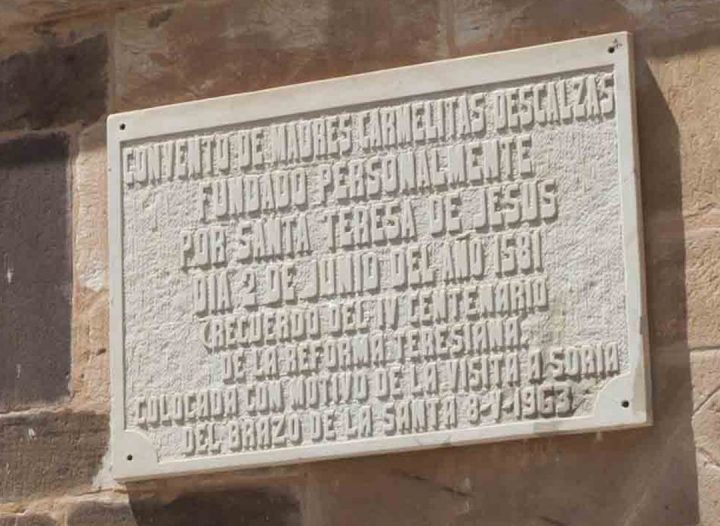 CONVENTO DE MADRES CARMELITAS DESCALZAS
FUNDADO PERSONALMENTE
POR SANTA TERESA DE JESUS
DIA 2 DE JUNIO DEL AÑO 1581
(RECUERDO DEL IV CENTENARIO
DE LA REFORMA TERESIANA.
COLOCADA CON MOTIVO DE LA VISITA A SORIA
DEL BRAZO DE LA SANTA 8-V-1963